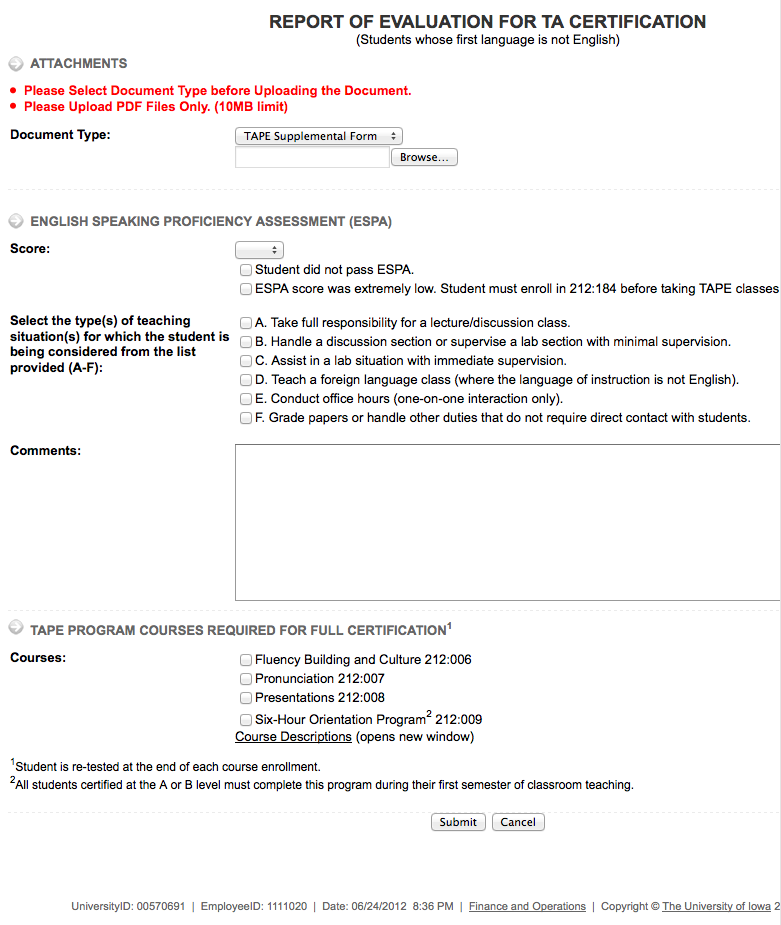 REPORT OF EVALUATION FOR TA CERTIFICATION
(Students whose first language is not English)
ATTACHMENTS
Please Select Document Type before Uploading the Document.
Please Upload PDF Files Only. (10MB limit)
Document Type:
TAPE Supplemental Form
Browse...
ENGLISH SPEAKING PROFICIENCY ASSESSMENT (ESPA)
Score:
Student did not pass ESPA.
ESPA score was extremely low. Student must enroll in 212:184 before taking TAPE classes
Select the type(s) of teaching
situation(s) for which the student is
being considered from the list
provided (A-F):
A. Take full responsibility for a lecture/discussion class.
B. Handle a discussion section or supervise a lab section with minimal supervision.
C. Assist in a lab situation with immediate supervision.
D. Teach a foreign language class (where the language of instruction is not English).
E. Conduct office hours (one-on-one interaction only).
F. Grade papers or handle other duties that do not require direct contact with students.
Comments:
TAPE PROGRAM COURSES REQUIRED FOR FULL CERTIFICATION1
Courses:
Fluency Building and Culture 212:006
Pronunciation 212:007
Presentations 212:008
Six-Hour Orientation Program2 212:009
Course Descriptions (opens new window)
1Student is re-tested at the end of each course enrollment.
2All students certified at the A or B level must complete this program during their first semester of classroom teaching.
Submit Cancel
UniversityID: 00570691 | EmployeeID: 1111020 | Date: 06/24/2012 8:36 PM | Finance and Operations | Copyright © The University of Iowa 2